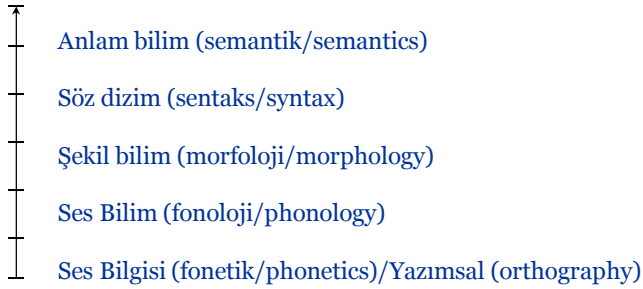 Anlam bilim (semantik/semantics)
Söz dizim (sentaks/syntax)
Şekil bilim (morfoloji/morphology)
Ses Bilim (fonoloji/phonology)
Ses Bilgisi (fonetik/phonetics)/Yazımsal (orthography)